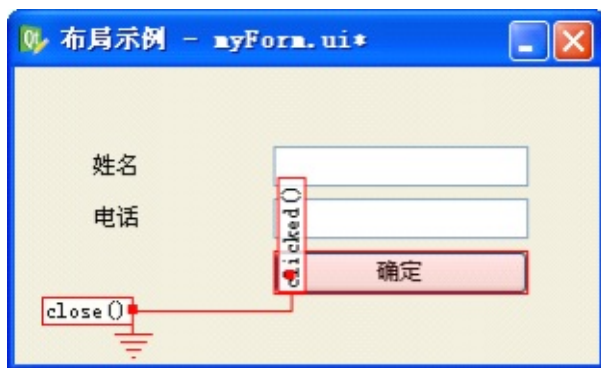 布局示例 - myForm.ui*
姓名
电话
clicked()
确定
close()